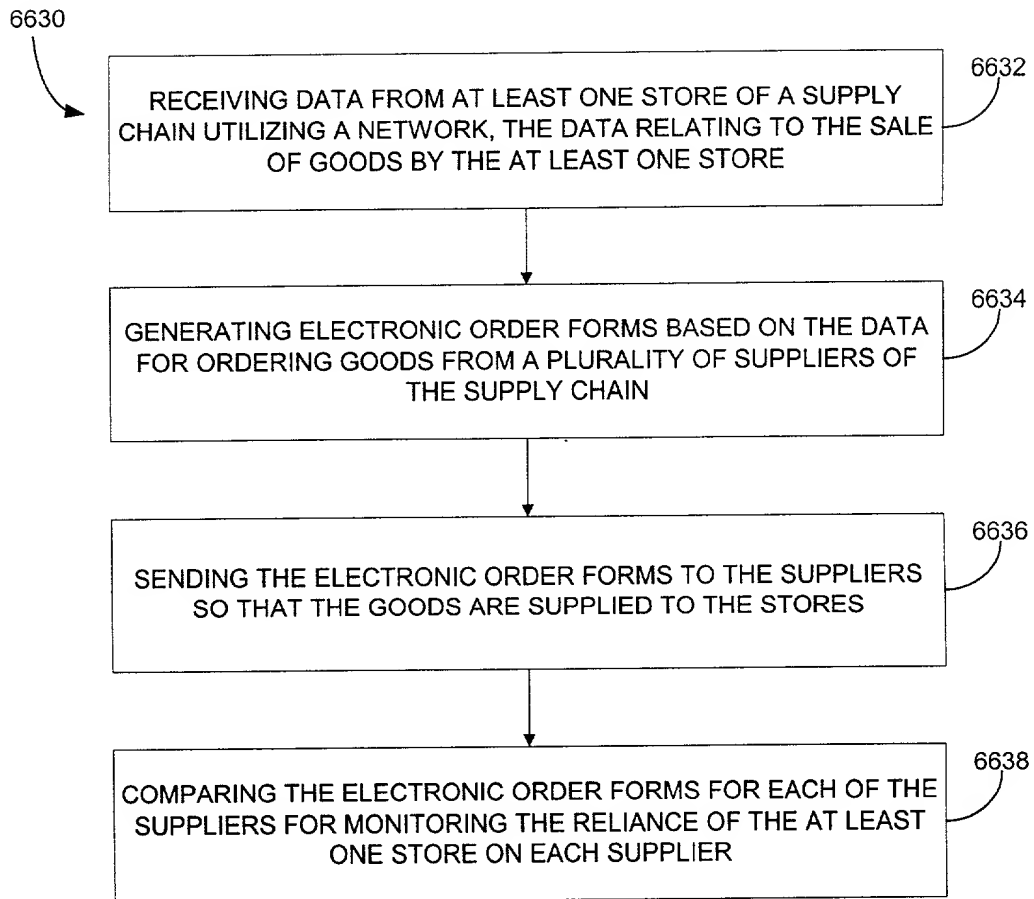 6630
6632
RECEIVING DATA FROM AT LEAST ONE STORE OF A SUPPLY
CHAIN UTILIZING A NETWORK, THE DATA RELATING TO THE SALE
OF GOODS BY THE AT LEAST ONE STORE
6634
GENERATING ELECTRONIC ORDER FORMS BASED ON THE DATA
FOR ORDERING GOODS FROM A PLURALITY OF SUPPLIERS OF
THE SUPPLY CHAIN
6636
SENDING THE ELECTRONIC ORDER FORMS TO THE SUPPLIERS
SO THAT THE GOODS ARE SUPPLIED TO THE STORES
6638
COMPARING THE ELECTRONIC ORDER FORMS FOR EACH OF THE
SUPPLIERS FOR MONITORING THE RELIANCE OF THE AT LEAST
ONE STORE ON EACH SUPPLIER